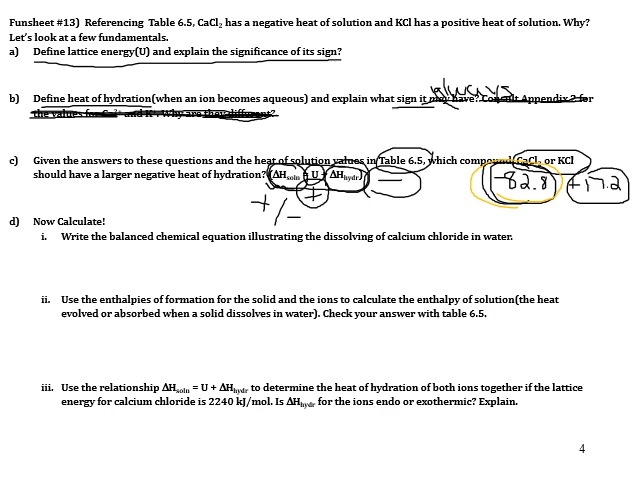 Funsheet #13) Referencing Table 6.5, CaCl₂ has a negative heat of solution and KCl has a positive heat of solution. Why?
Let's look at a few fundamentals.
a) Define lattice energy(U) and explain the significance of its sign?
always
b) Define heat of hydration(when an ion becomes aqueous) and explain what sign it may have? Consult Appendix 2 for
the values for Ca²⁺ and K⁺. Why are they different?
c) Given the answers to these questions and the heat of solution values in Table 6.5, which compound CaCl₂ or KCl
should have a larger negative heat of hydration? (ΔHsoln = U + ΔHhydr) − -82.8 +17.2
+/- +
d) Now Calculate!
i. Write the balanced chemical equation illustrating the dissolving of calcium chloride in water.
ii. Use the enthalpies of formation for the solid and the ions to calculate the enthalpy of solution(the heat
evolved or absorbed when a solid dissolves in water). Check your answer with table 6.5.
iii. Use the relationship ΔHsoln = U + ΔHhydr to determine the heat of hydration of both ions together if the lattice
energy for calcium chloride is 2240 kJ/mol. Is ΔHhydr for the ions endo or exothermic? Explain.
4